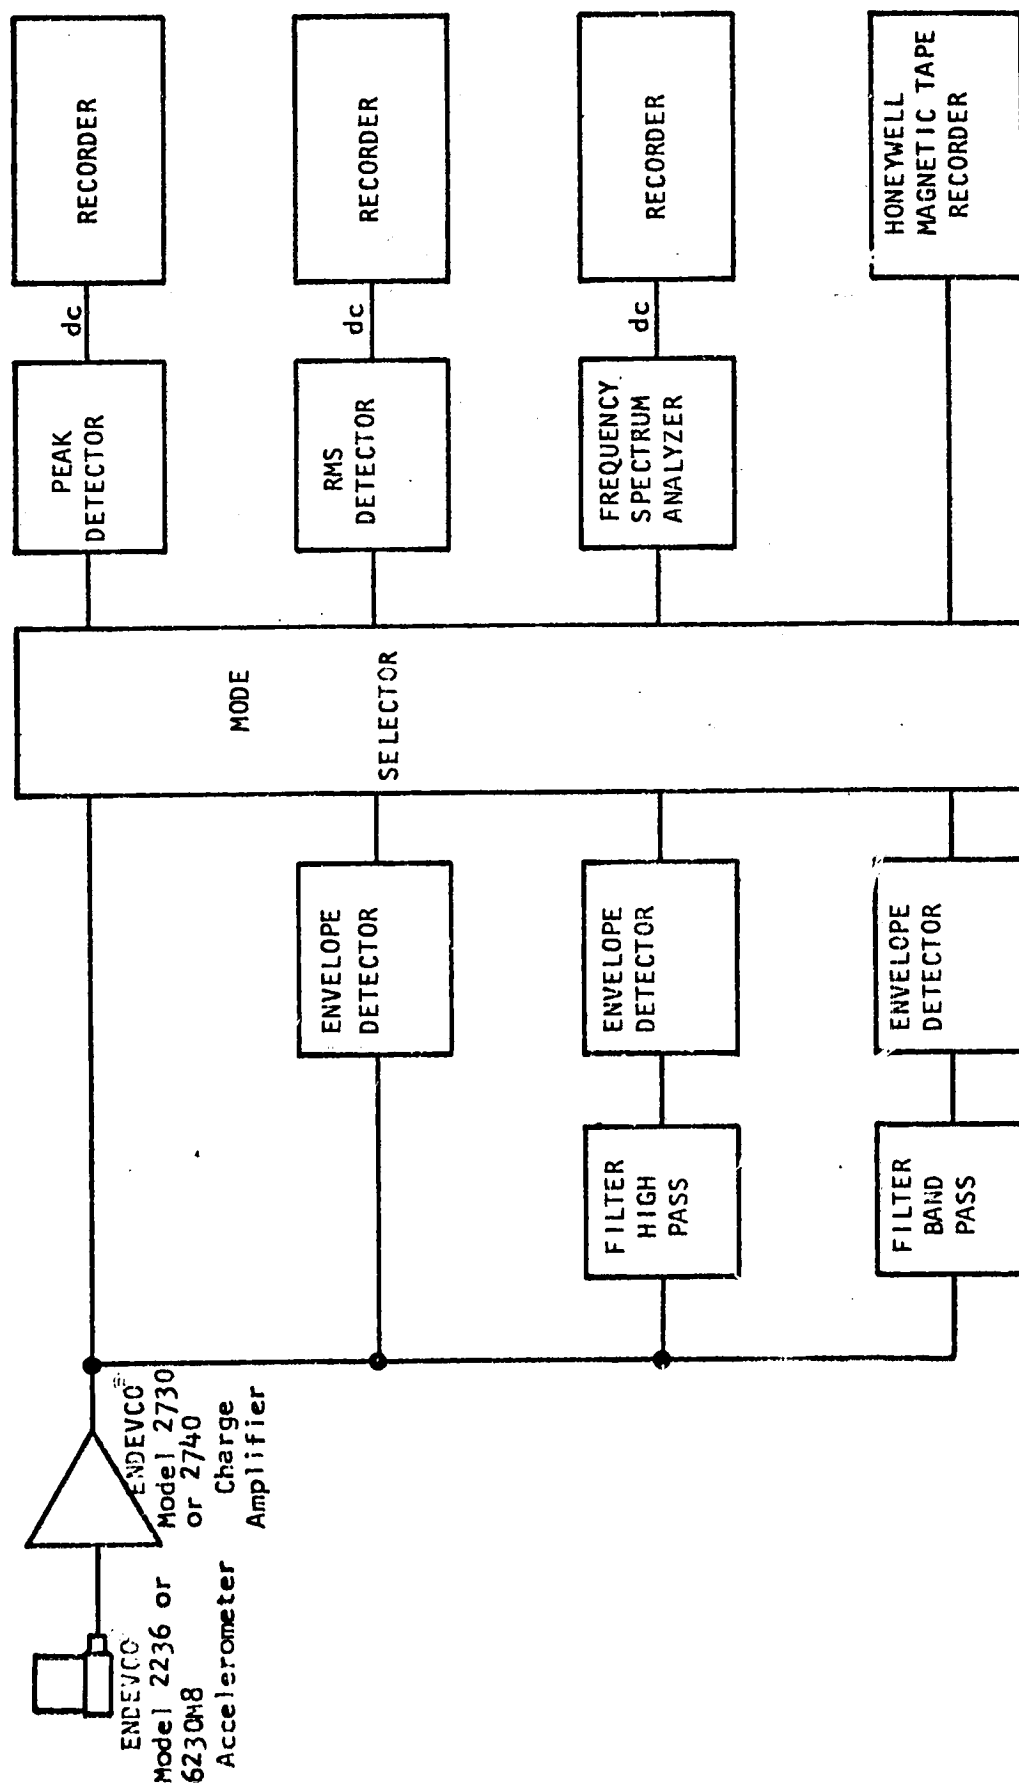 ENDEVCO
Model 2236 or
6230M8
Accelerometer
ENDEVCO
Model 2730
or 2740
Charge
Amplifier
ENVELOPE
DETECTOR
FILTER
HIGH
PASS
ENVELOPE
DETECTOR
FILTER
BAND
PASS
ENVELOPE
DETECTOR
MODE
SELECTOR
PEAK
DETECTOR
dc
RECORDER
RMS
DETECTOR
dc
RECORDER
FREQUENCY
SPECTRUM
ANALYZER
dc
RECORDER
HONEYWELL
MAGNETIC TAPE
RECORDER